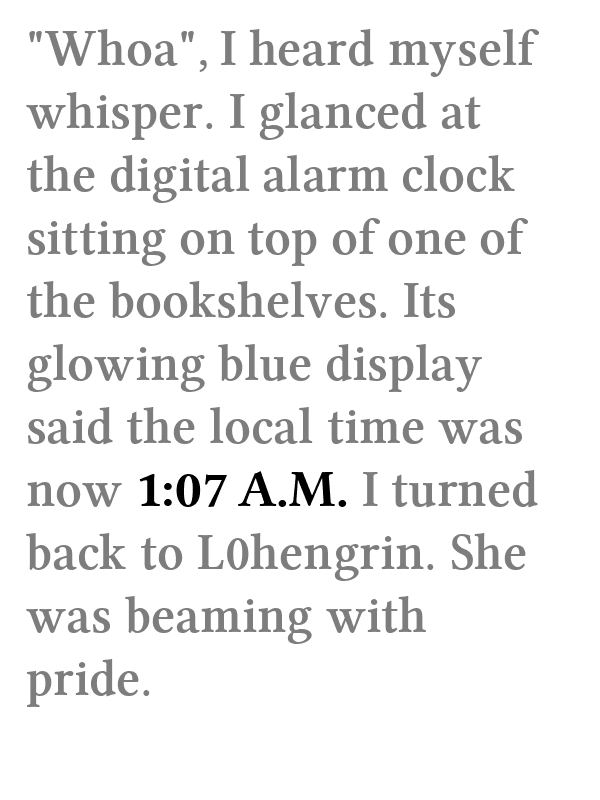 "Whoa", I heard myself
whisper. I glanced at
the digital alarm clock
sitting on top of one of
the bookshelves. Its
glowing blue display
said the local time was
now 1:07 A.M. I turned
back to L0hengrin. She
was beaming with
pride.